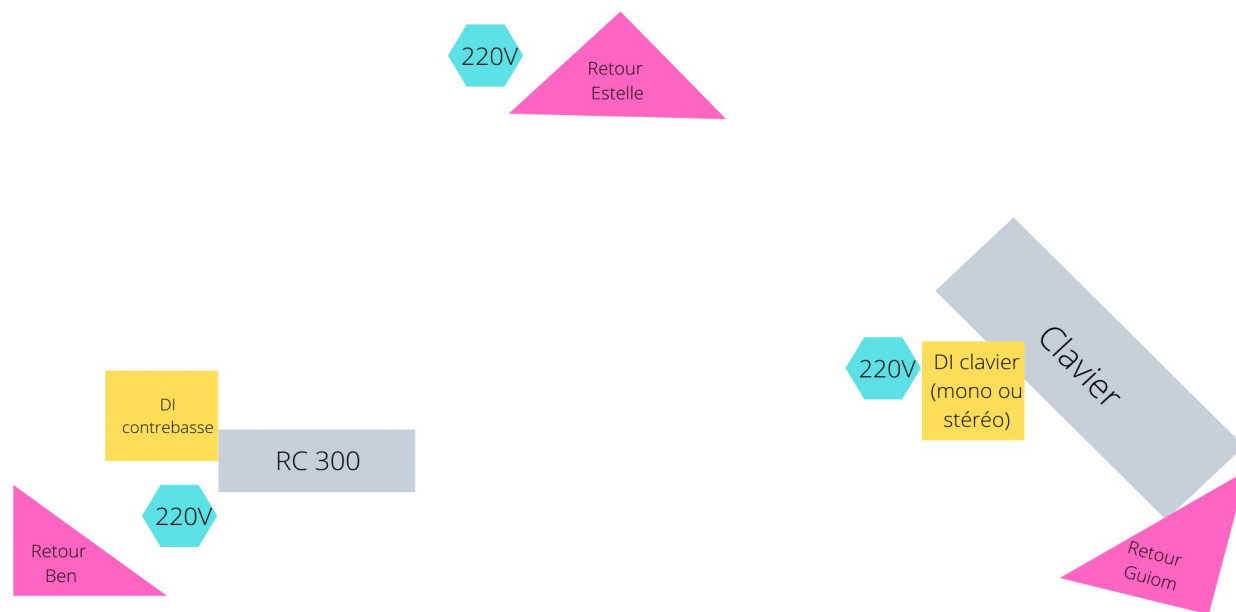 220V
Retour
Estelle
Clavier
220V
DI clavier
(mono ou
stéréo)
DI
contrebasse
RC 300
220V
Retour
Ben
Retour
Guiom